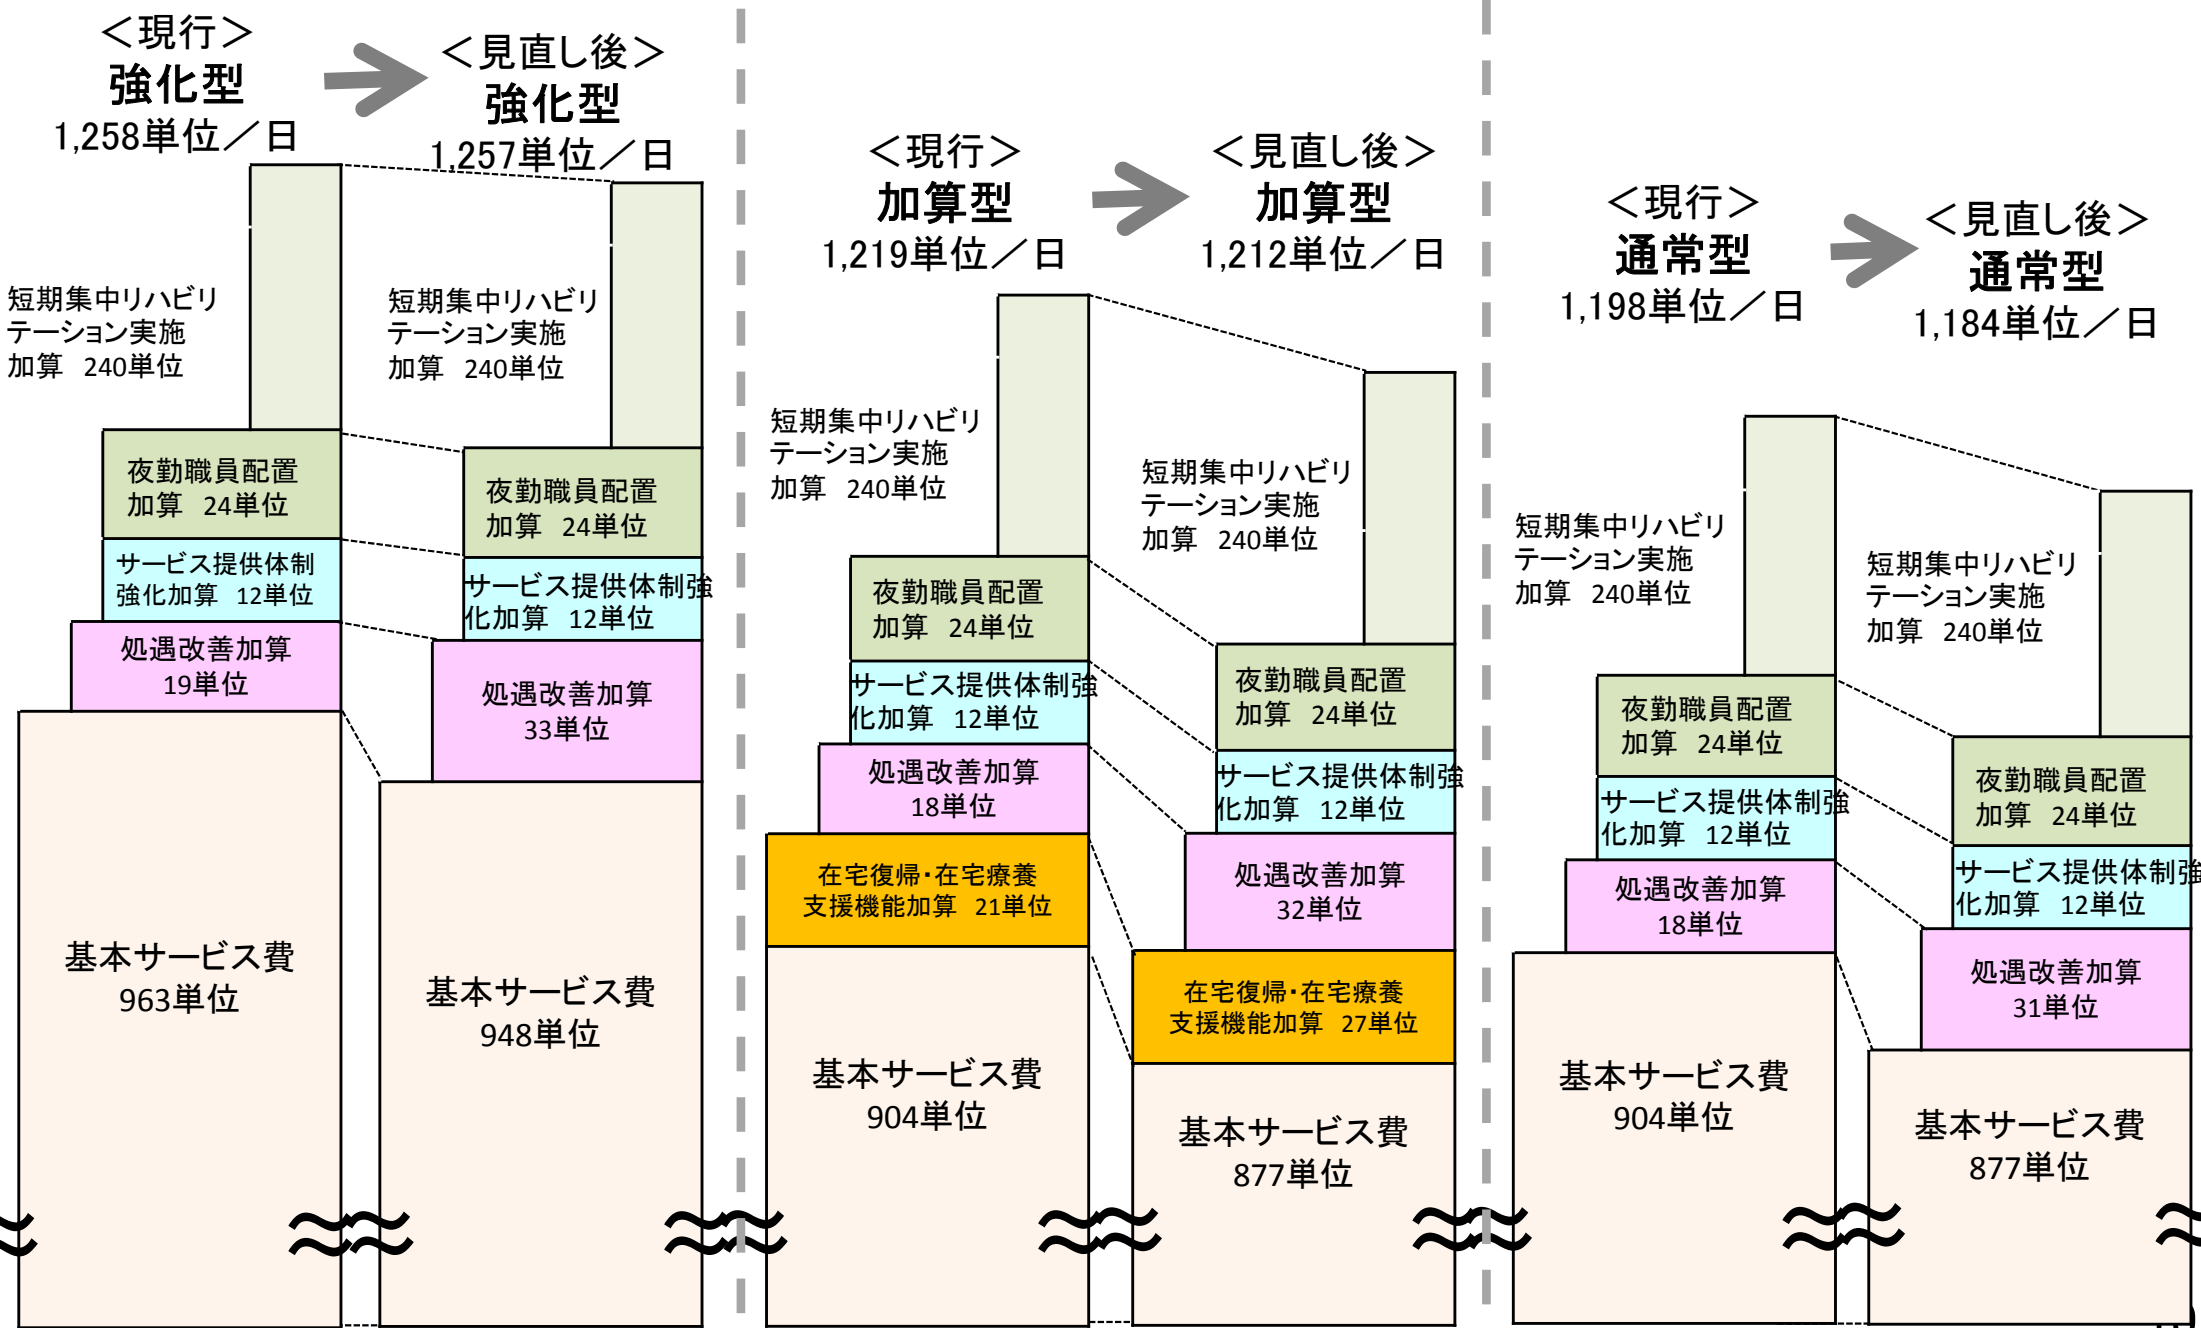 ＜現行＞
強化型
1,258単位／日
＜見直し後＞
強化型
1,257単位／日
短期集中リハビリ
テーション実施
加算 240単位
夜勤職員配置
加算 24単位
サービス提供体制
強化加算 12単位
処遇改善加算
19単位
基本サービス費
963単位
短期集中リハビリ
テーション実施
加算 240単位
夜勤職員配置
加算 24単位
サービス提供体制強
化加算 12単位
処遇改善加算
33単位
基本サービス費
948単位
＜現行＞
加算型
1,219単位／日
＜見直し後＞
加算型
1,212単位／日
短期集中リハビリ
テーション実施
加算 240単位
夜勤職員配置
加算 24単位
サービス提供体制強
化加算 12単位
処遇改善加算
18単位
在宅復帰・在宅療養
支援機能加算 21単位
基本サービス費
904単位
短期集中リハビリ
テーション実施
加算 240単位
夜勤職員配置
加算 24単位
サービス提供体制強
化加算 12単位
処遇改善加算
32単位
在宅復帰・在宅療養
支援機能加算 27単位
基本サービス費
877単位
＜現行＞
通常型
1,198単位／日
＜見直し後＞
通常型
1,184単位／日
短期集中リハビリ
テーション実施
加算 240単位
夜勤職員配置
加算 24単位
サービス提供体制強
化加算 12単位
処遇改善加算
18単位
基本サービス費
904単位
短期集中リハビリ
テーション実施
加算 240単位
夜勤職員配置
加算 24単位
サービス提供体制強
化加算 12単位
処遇改善加算
31単位
基本サービス費
877単位